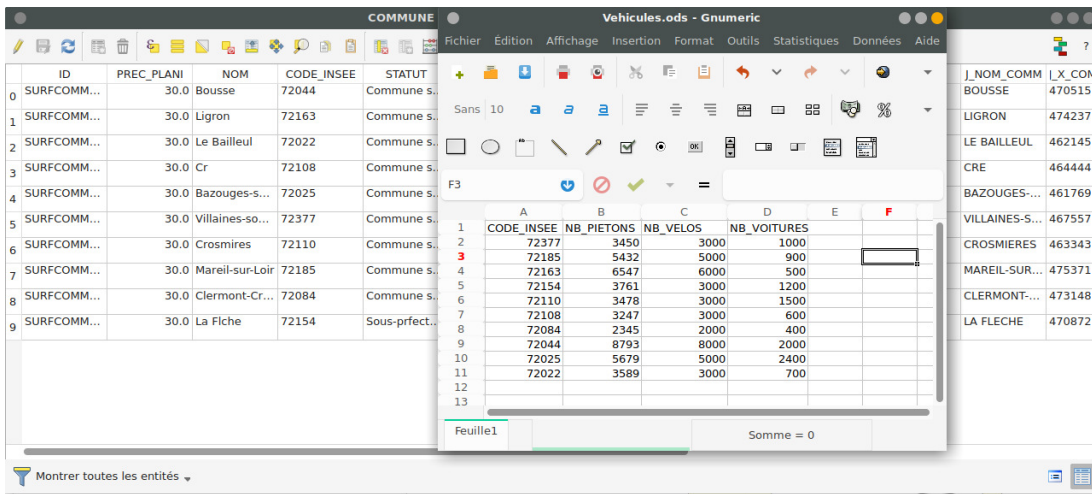 COMMUNE
Vehicules.ods - Gnumeric
Fichier Édition Affichage Insertion Format Outils Statistiques Données Aide
Sans 10 a a a %
OK
F3 =
ID PREC_PLANI NOM CODE_INSEE STATUT
0 SURFCOMM... 30.0 Bousse 72044 Commune s..
1 SURFCOMM... 30.0 Ligron 72163 Commune s..
2 SURFCOMM... 30.0 Le Bailleul 72022 Commune s..
3 SURFCOMM... 30.0 Cr 72108 Commune s..
4 SURFCOMM... 30.0 Bazouges-s... 72025 Commune s..
5 SURFCOMM... 30.0 Villaines-so... 72377 Commune s..
6 SURFCOMM... 30.0 Crosmires 72110 Commune s..
7 SURFCOMM... 30.0 Mareil-sur-Loir 72185 Commune s..
8 SURFCOMM... 30.0 Clermont-Cr... 72084 Commune s..
9 SURFCOMM... 30.0 La Flche 72154 Sous-prfect..
A B C D E F
1 CODE_INSEE NB_PIETONS NB_VELOS NB_VOITURES
2 72377 3450 3000 1000
3 72185 5432 5000 900
4 72163 6547 6000 500
5 72154 3761 3000 1200
6 72110 3478 3000 1500
7 72108 3247 3000 600
8 72084 2345 2000 400
9 72044 8793 8000 2000
10 72025 5679 5000 2400
11 72022 3589 3000 700
12
13
Feuille1 Somme = 0
?
J_NOM_COMM
BOUSSE 470515
LIGRON 474237
LE BAILLEUL 462145
CRE 464444
BAZOUGES-... 461769
VILLAINES-S... 467557
CROSMIERES 463343
MAREIL-SUR... 475371
CLERMONT-... 473148
LA FLECHE 470872
Montrer toutes les entités